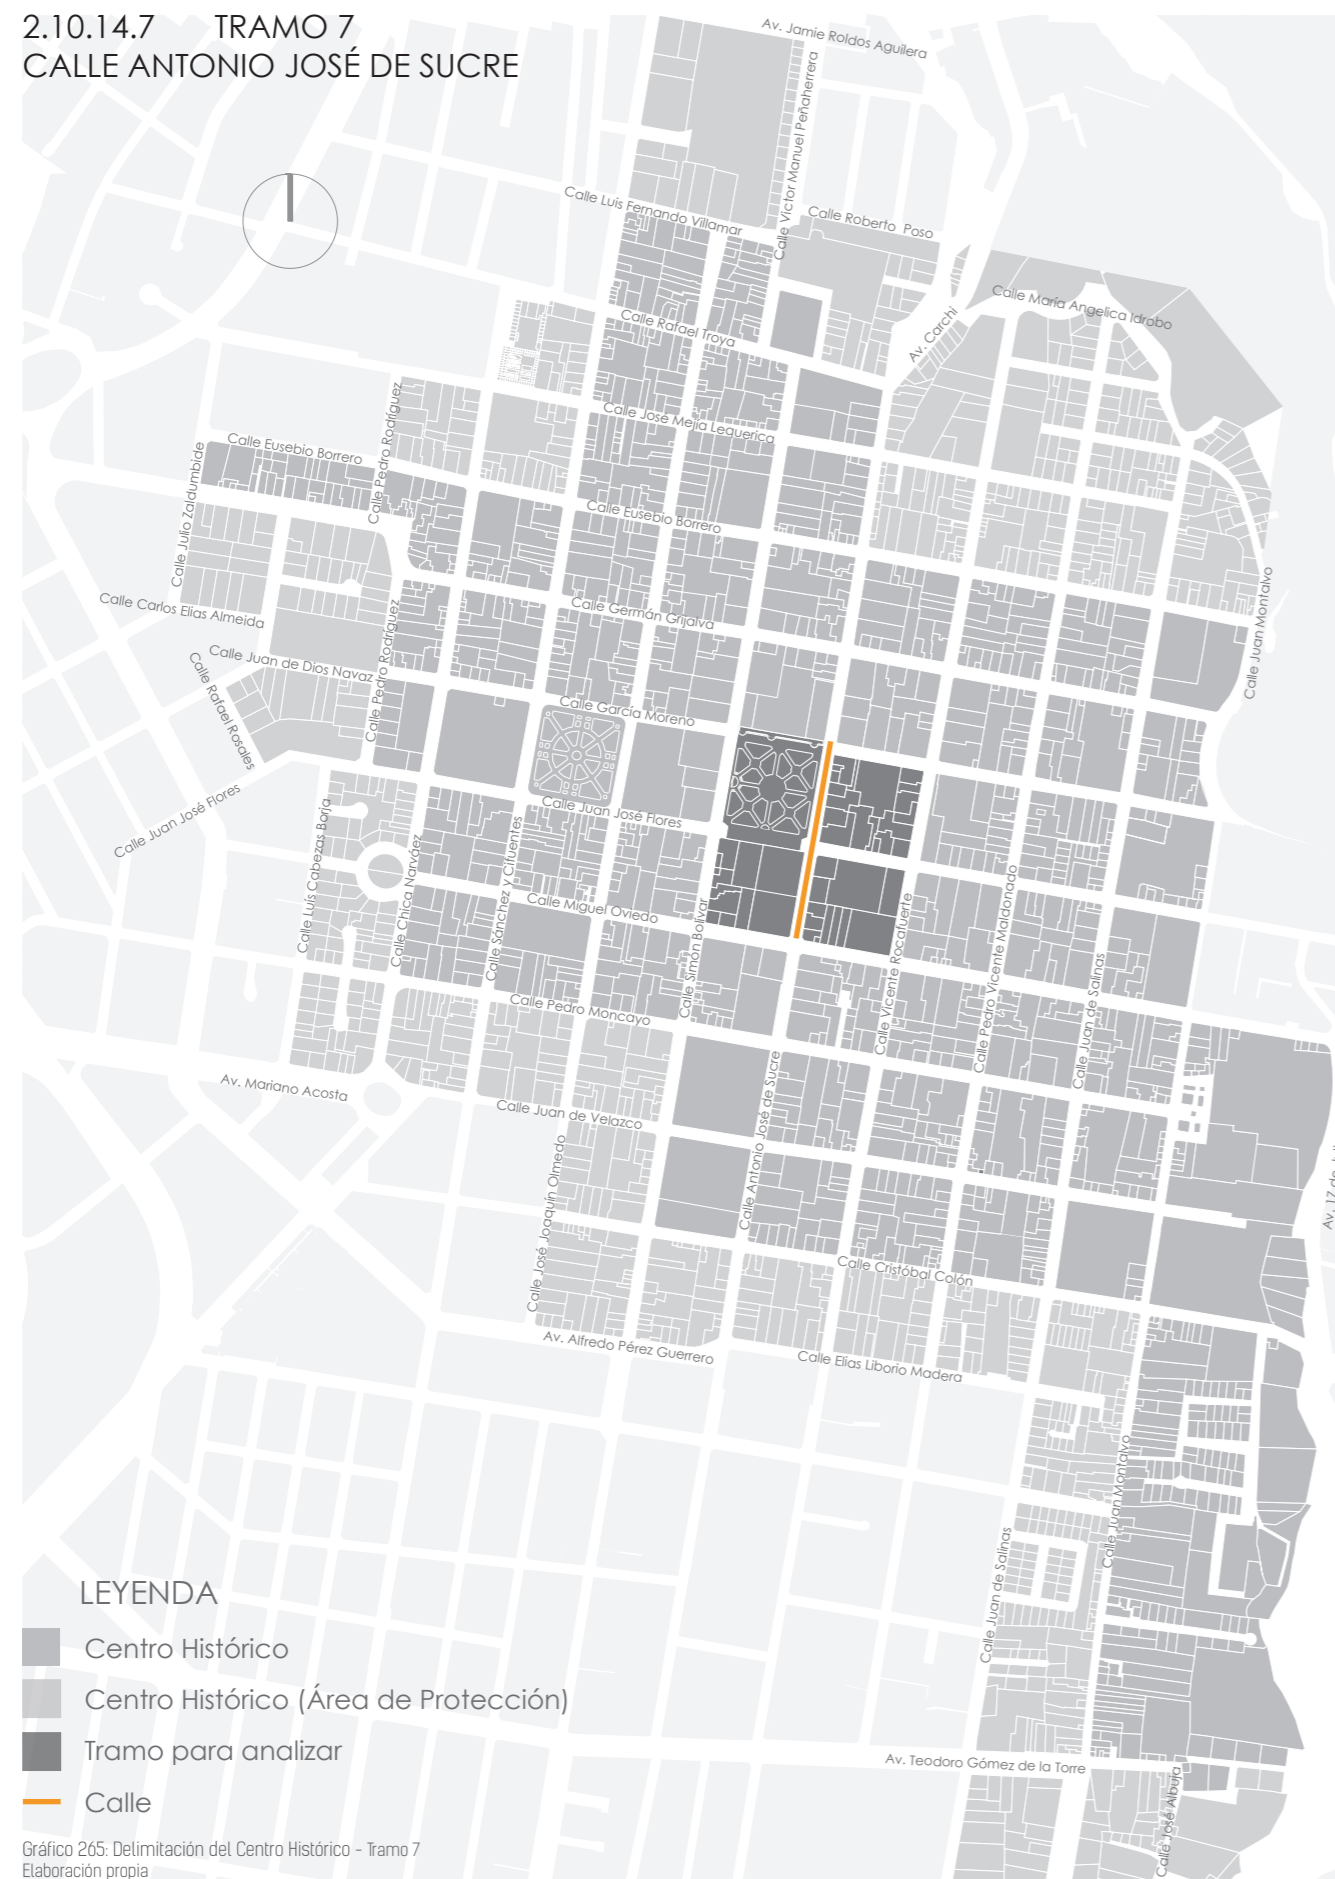 2.10.14.7 TRAMO 7
CALLE ANTONIO JOSÉ DE SUCRE
Av. Jamie Roldos Aguilera
Calle Victor Manuel Peñaherrera
Calle Luis Fernando Villamar
Calle Roberto Poso
Calle María Angelica Idrobo
Calle Rafael Troya
Av. Carchi
Calle José Mejía Lequerica
Calle Pedro Rodríguez
Calle Eusebio Borrero
Calle Julio Zaldumbide
Calle Eusebio Borrero
Calle Carlos Elias Almeida
Calle Germán Grijalva
Calle Juan Montalvo
Calle Pedro Rodríguez
Calle Juan de Dios Navaz
Calle Rafael Rosales
Calle García Moreno
Calle Juan José Flores
Calle Juan José Flores
Calle Luís Cabezas Borja
Calle Chica Narváez
Calle Sánchez y Cifuentes
Calle Miguel Oviedo
Calle Simón Bolívar
Calle Vicente Rocafuerte
Calle Pedro Vicente Maldonado
Calle Juan de Salinas
Calle Pedro Moncayo
Av. Mariano Acosta
Calle Juan de Velazco
Calle Antonio José de Sucre
Calle José Joaquín Olmedo
Av. 17 de
Calle Cristóbal Colón
Av. Alfredo Pérez Guerrero
Calle Elías Liborio Madera
Calle Juan Montalvo
Calle Juan de Salinas
LEYENDA
Centro Histórico
Centro Histórico (Área de Protección)
Tramo para analizar
Calle
Av. Teodoro Gómez de la Torre
Calle José Albuja
Gráfico 265: Delimitación del Centro Histórico - Tramo 7
Elaboración propia